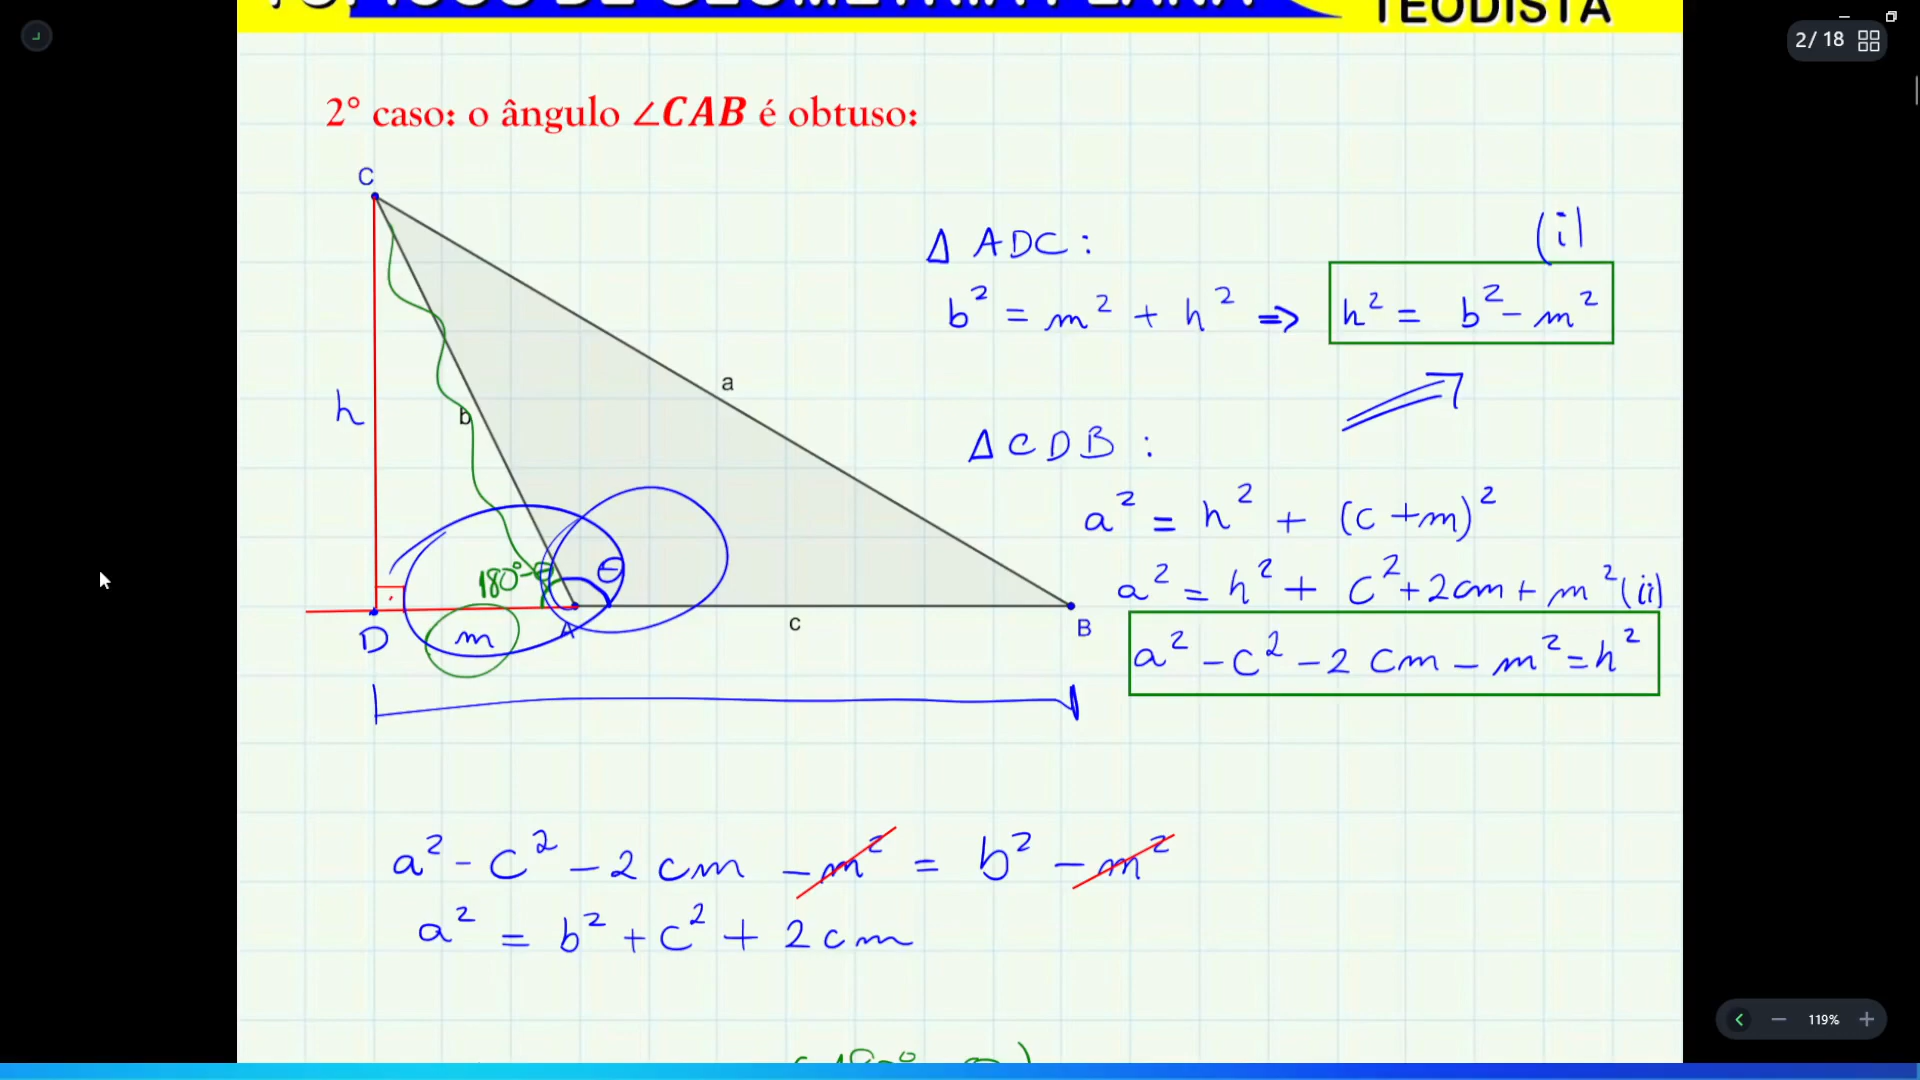 TEODISTA
2/ 18
2° caso: o ângulo ∠CAB é obtuso:
C
(i)
Δ ADC :
b² = m² + h² => h² = b² - m²
a
h
b
Δ CDB :
a² = h² + (c + m)²
180°-θ θ
a² = h² + c² + 2cm + m² (ii)
D m A c B
a² - c² - 2 cm - m² = h²
a² - c² - 2 cm - m² = b² - m²
a² = b² + c² + 2cm
119%